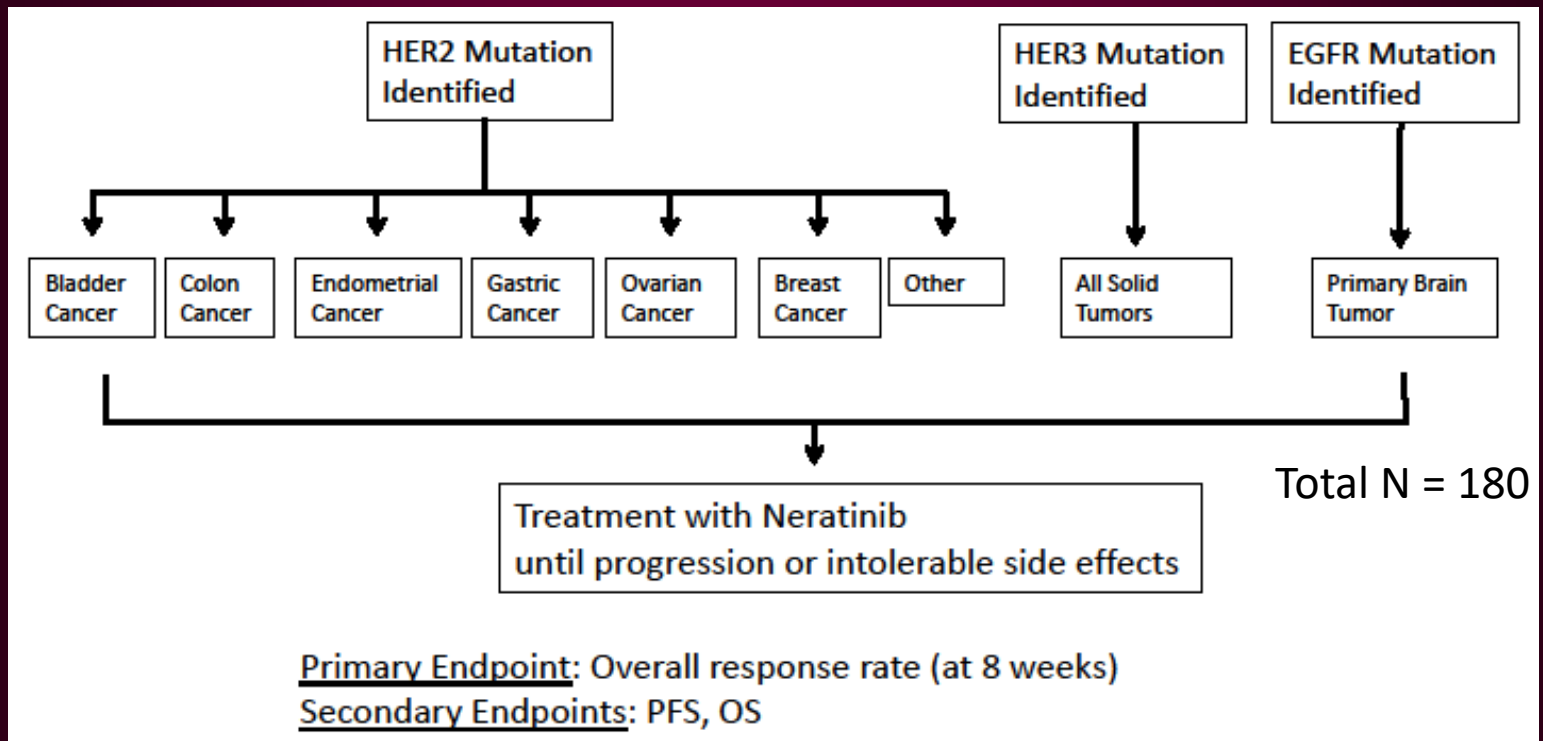 HER2 Mutation
Identified
HER3 Mutation
Identified
EGFR Mutation
Identified
Bladder
Cancer
Colon
Cancer
Endometrial
Cancer
Gastric
Cancer
Ovarian
Cancer
Breast
Cancer
Other
All Solid
Tumors
Primary Brain
Tumor
Total N = 180
Treatment with Neratinib
until progression or intolerable side effects
Primary Endpoint: Overall response rate (at 8 weeks)
Secondary Endpoints: PFS, OS